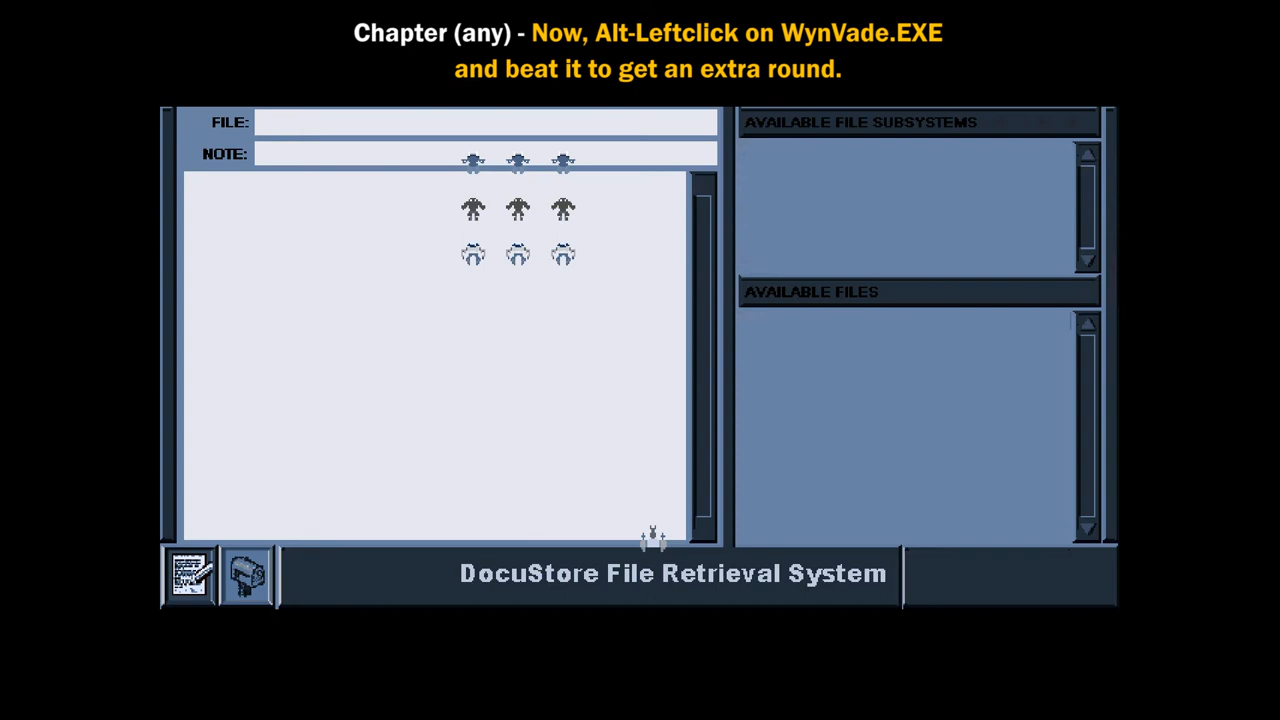 Chapter (any) - Now, Alt-Leftclick on WynVade.EXE
and beat it to get an extra round.
FILE:
NOTE:
AVAILABLE FILE SUBSYSTEMS
AVAILABLE FILES
DocuStore File Retrieval System